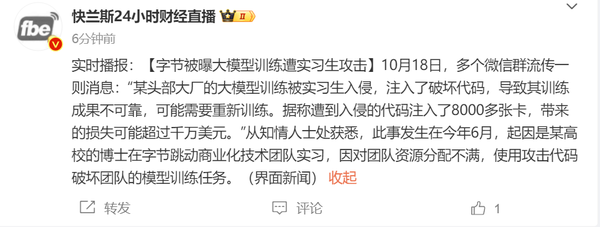 fbe
快兰斯24小时财经直播
6分钟前
实时播报：【字节被曝大模型训练遭实习生攻击】10月18日，多个微信群流传一
则消息：“某头部大厂的大模型训练被实习生入侵，注入了破坏代码，导致其训练
成果不可靠，可能需要重新训练。据称遭到入侵的代码注入了8000多张卡，带来
的损失可能超过千万美元。”从知情人士处获悉，此事发生在今年6月，起因是某高
校的博士在字节跳动商业化技术团队实习，因对团队资源分配不满，使用攻击代码
破坏团队的模型训练任务。（界面新闻） 收起
转发 评论 1